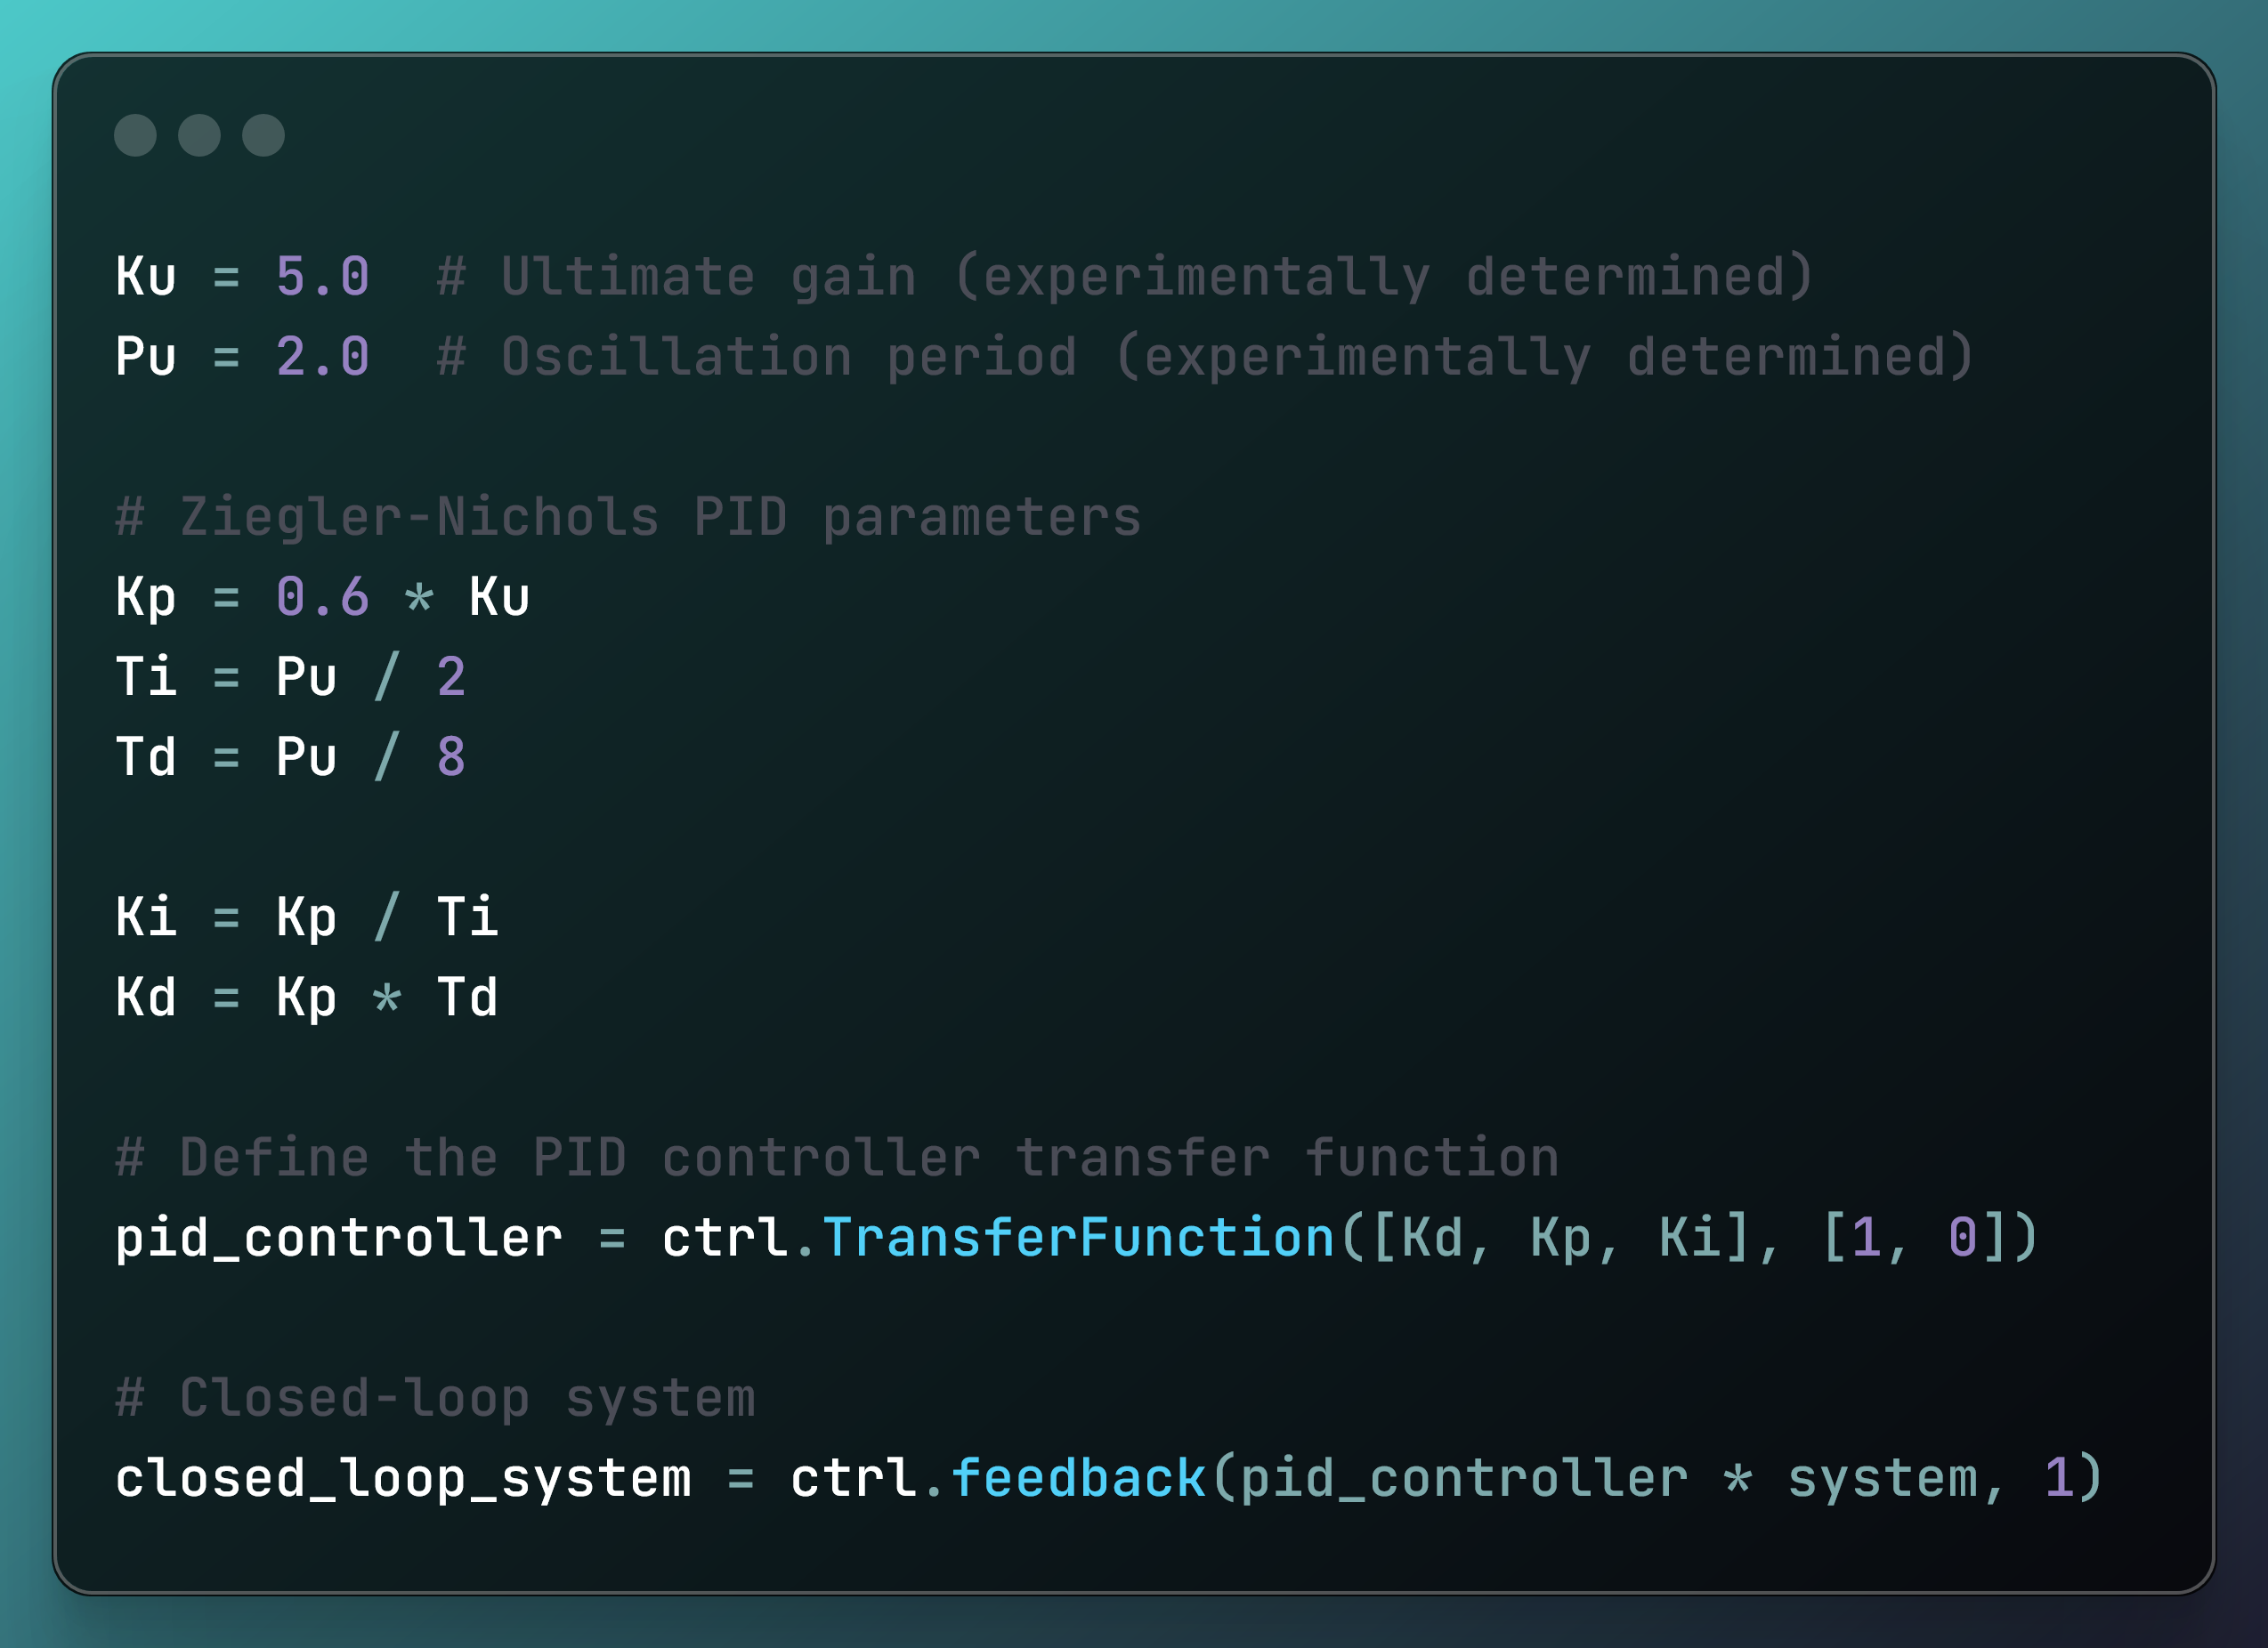 Ku = 5.0  # Ultimate gain (experimentally determined)
Pu = 2.0  # Oscillation period (experimentally determined)
# Ziegler-Nichols PID parameters
Kp = 0.6 * Ku
Ti = Pu / 2
Td = Pu / 8
Ki = Kp / Ti
Kd = Kp * Td
# Define the PID controller transfer function
pid_controller = ctrl.TransferFunction([Kd, Kp, Ki], [1, 0])
# Closed-loop system
closed_loop_system = ctrl.feedback(pid_controller * system, 1)